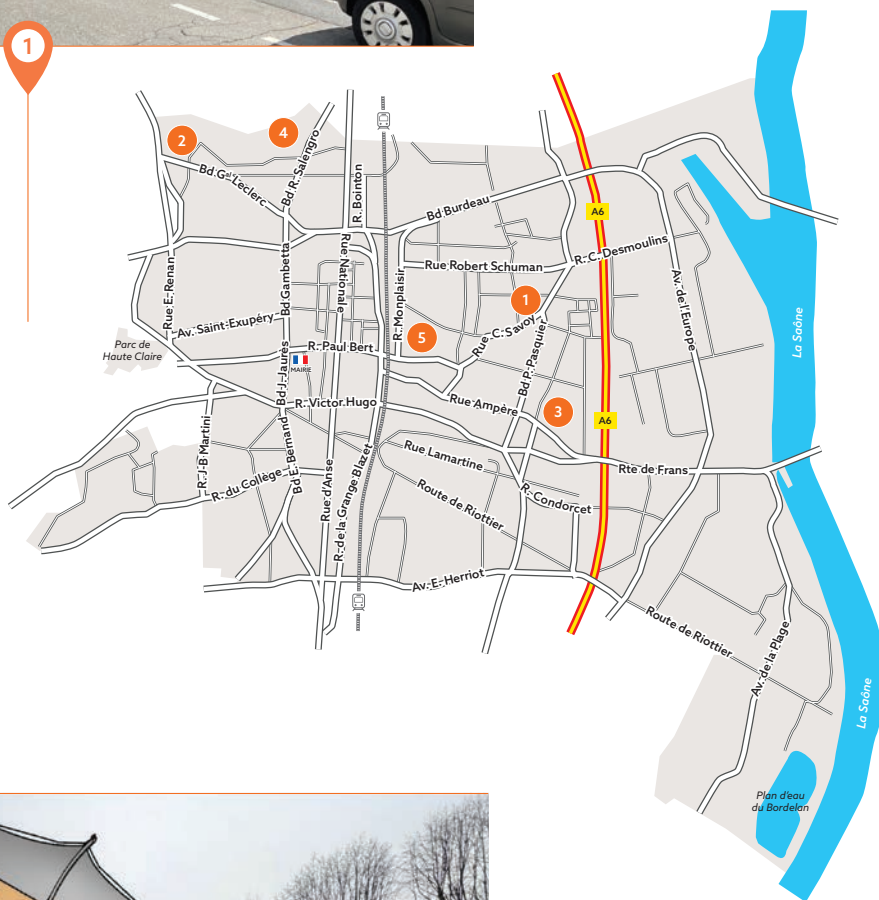 1
2
4
Bd Gal Leclerc
Bd R. Salengro
R. Bointon
Bd Burdeau
A6
R. C. Desmoulins
Rue E. Renan
Bd Gambetta
Rue Nationale
R. Monplaisir
Rue Robert Schuman
Av. de l'Europe
1
Av. Saint-Exupéry
5
Rue C. Savoy
Bd P. Pasquier
La Saône
Parc de
Haute Claire
R. Paul Bert
MAIRIE
Bd J. Jaurès
R. Victor Hugo
Rue Ampère
3
A6
R. J-B Martini
Bd E. Bernand
Rue Lamartine
Rte de Frans
R. du Collège
Rue d'Anse
R. de la Grange Blazet
Route de Riottier
R. Condorcet
Av. E. Herriot
Route de Riottier
Av. de la Plage
La Saône
Plan d'eau
du Bordelan